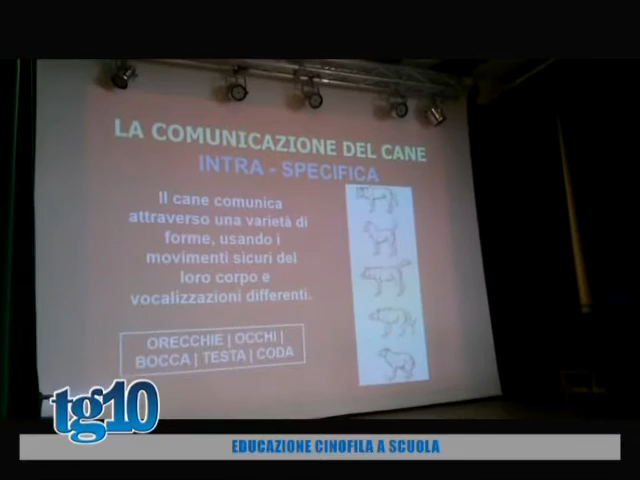 LA COMUNICAZIONE DEL CANE
INTRA - SPECIFICA
Il cane comunica
attraverso una varietà di
forme, usando i
movimenti sicuri del
loro corpo e
vocalizzazioni differenti.
ORECCHIE | OCCHI |
BOCCA | TESTA | CODA
tg10
EDUCAZIONE CINOFILA A SCUOLA